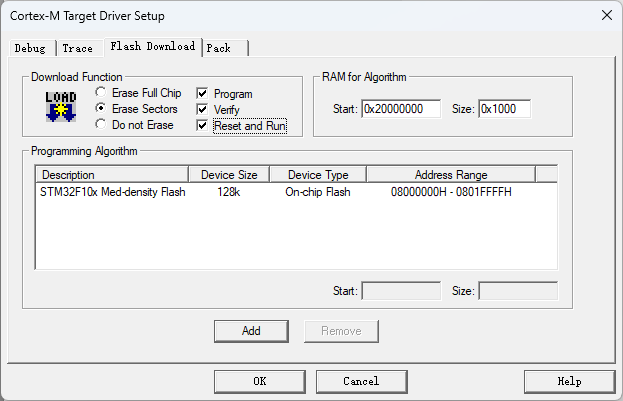 Cortex-M Target Driver Setup
Debug Trace Flash Download Pack
Download Function
LOAD
Erase Full Chip
Erase Sectors
Do not Erase
Program
Verify
Reset and Run
RAM for Algorithm
Start: 0x20000000 Size: 0x1000
Programming Algorithm
Description Device Size Device Type Address Range
STM32F10x Med-density Flash 128k On-chip Flash 08000000H - 0801FFFFH
Start: Size:
Add Remove
OK Cancel Help